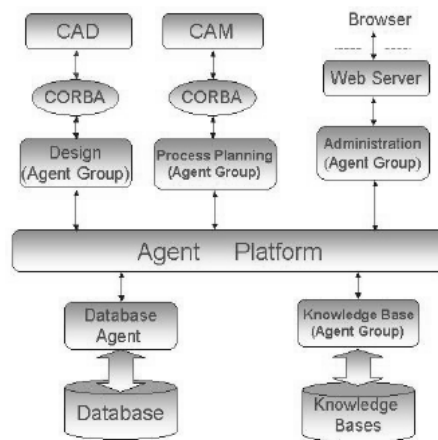 Browser
CAD
CAM
Web Server
CORBA
CORBA
Design
(Agent Group)
Process Planning
(Agent Group)
Administration
(Agent Group)
Agent Platform
Database
Agent
Knowledge Base
(Agent Group)
Database
Knowledge
Bases